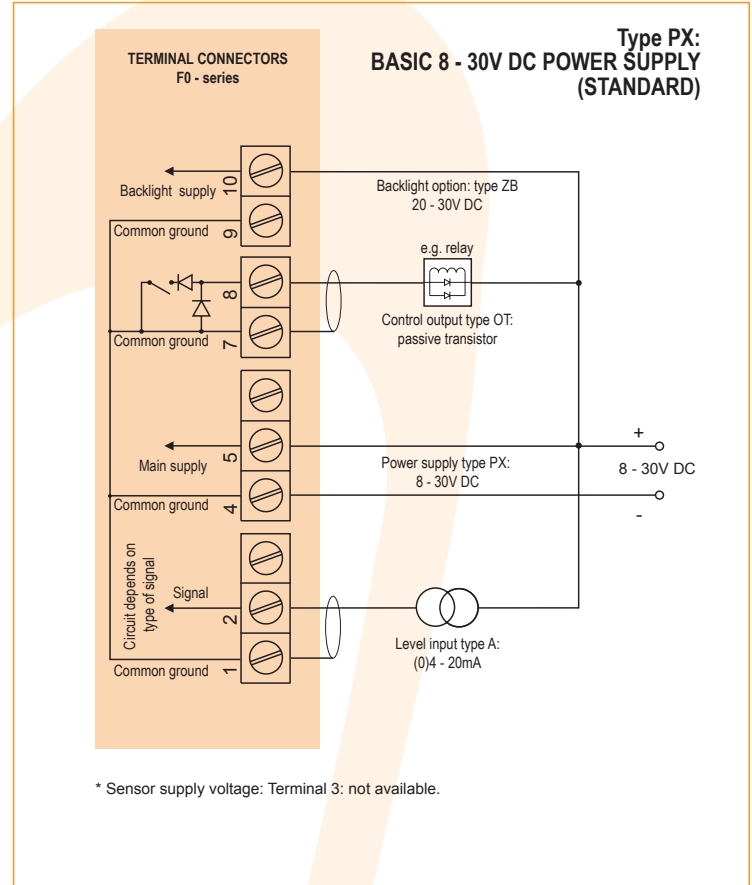 Type PX:
BASIC 8 - 30V DC POWER SUPPLY
(STANDARD)
TERMINAL CONNECTORS
F0 - series
Backlight supply
10
Backlight option: type ZB
20 - 30V DC
Common ground
9
e.g. relay
8
Control output type OT:
passive transistor
Common ground
7
Main supply
5
Power supply type PX:
8 - 30V DC
+
8 - 30V DC
-
Common ground
4
Circuit depends on
type of signal
Signal
2
Level input type A:
(0)4 - 20mA
Common ground
1
* Sensor supply voltage: Terminal 3: not available.